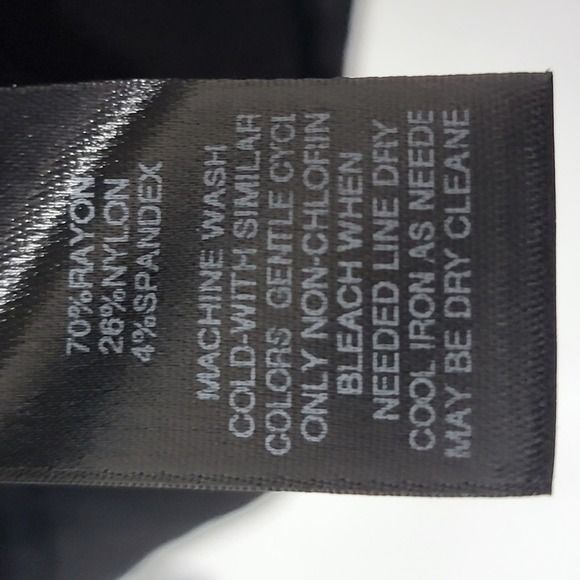 70%RAYON
26%NYLON
4%SPANDEX
MACHINE WASH
COLD-WITH SIMILAR
COLORS GENTLE CYCL
ONLY NON-CHLORIN
BLEACH WHEN
NEEDED LINE DRY
COOL IRON AS NEEDE
MAY BE DRY CLEANE